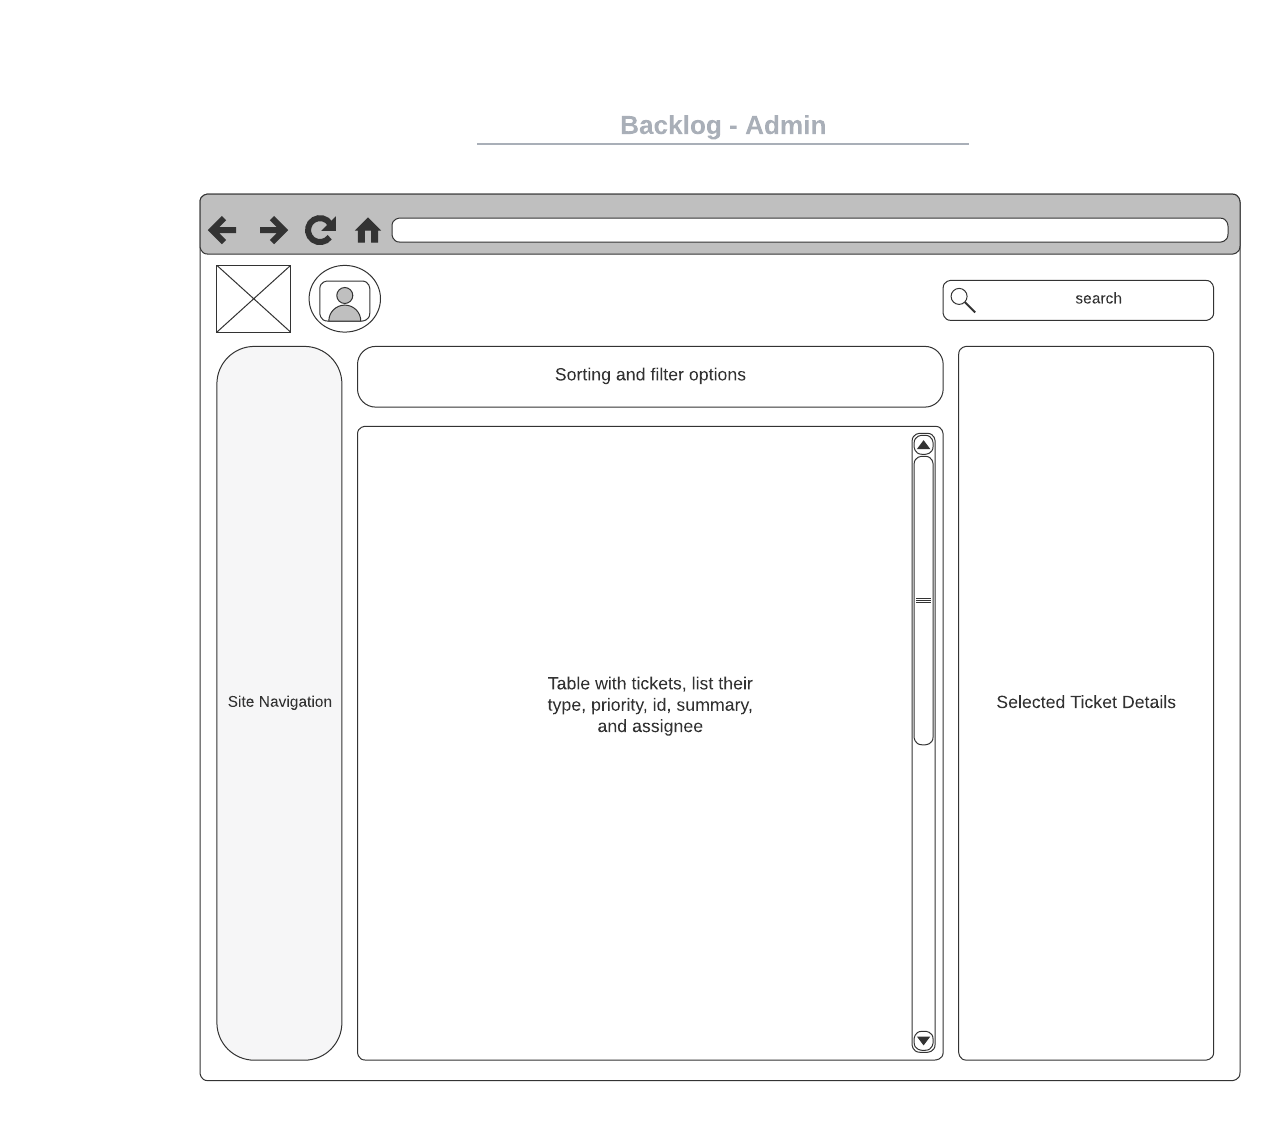 Backlog - Admin
search
Sorting and filter options
Site Navigation
Table with tickets, list their
type, priority, id, summary,
and assignee
Selected Ticket Details